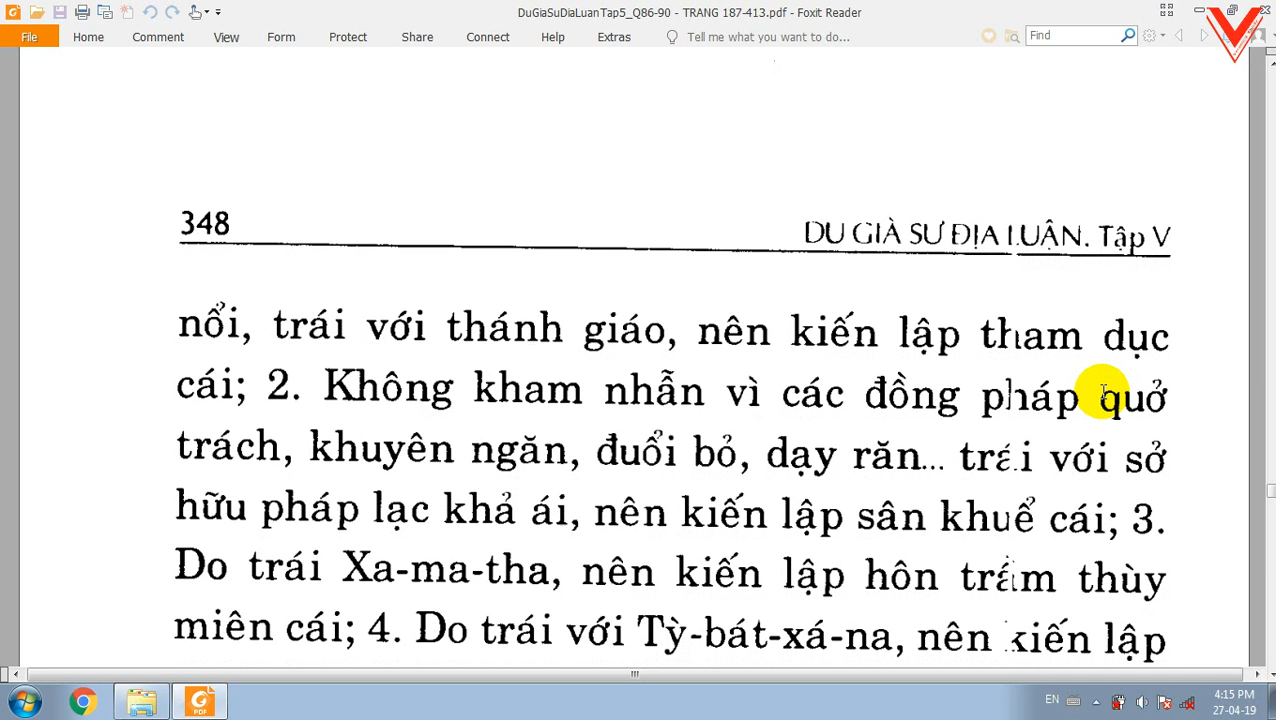 DuGiaSuDiaLuanTap5_Q86-90 - TRANG 187-413.pdf - Foxit Reader
File Home Comment View Form Protect Share Connect Help Extras Tell me what you want to do... Find
348 DU GIÀ SƯ ĐỊA LUẬN. Tập V
nổi, trái với thánh giáo, nên kiến lập tham dục
cái; 2. Không kham nhẫn vì các đồng pháp quở
trách, khuyên ngăn, đuổi bỏ, dạy răn... trái với sở
hữu pháp lạc khả ái, nên kiến lập sân khuể cái; 3.
Do trái Xa-ma-tha, nên kiến lập hôn trầm thùy
miên cái; 4. Do trái với Tỳ-bát-xá-na, nên kiến lập
EN 4:15 PM
27-04-19